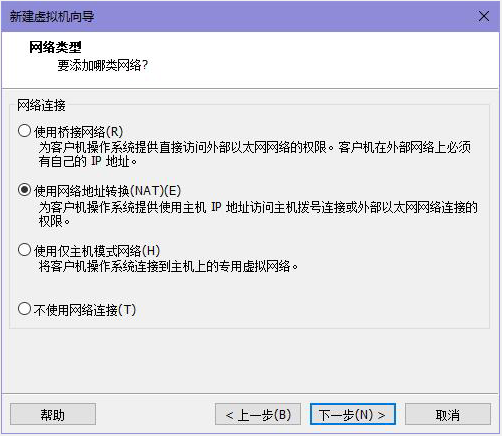 新建虚拟机向导
网络类型
要添加哪类网络?
网络连接
使用桥接网络(R)
为客户机操作系统提供直接访问外部以太网网络的权限。客户机在外部网络上必须
有自己的 IP 地址。
使用网络地址转换(NAT)(E)
为客户机操作系统提供使用主机 IP 地址访问主机拨号连接或外部以太网网络连接的
权限。
使用仅主机模式网络(H)
将客户机操作系统连接到主机上的专用虚拟网络。
不使用网络连接(T)
帮助
< 上一步(B)
下一步(N) >
取消